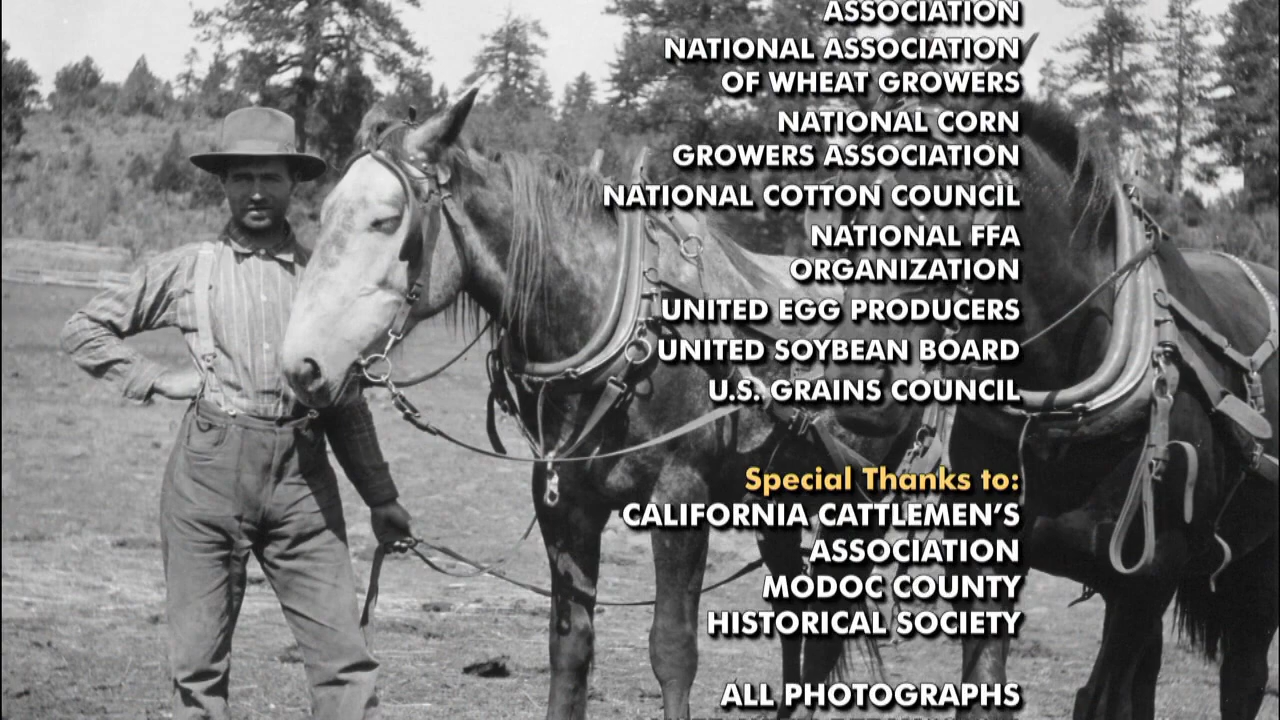 ASSOCIATION
NATIONAL ASSOCIATION
OF WHEAT GROWERS
NATIONAL CORN
GROWERS ASSOCIATION
NATIONAL COTTON COUNCIL
NATIONAL FFA
ORGANIZATION
UNITED EGG PRODUCERS
UNITED SOYBEAN BOARD
U.S. GRAINS COUNCIL
Special Thanks to:
CALIFORNIA CATTLEMEN'S
ASSOCIATION
MODOC COUNTY
HISTORICAL SOCIETY
ALL PHOTOGRAPHS